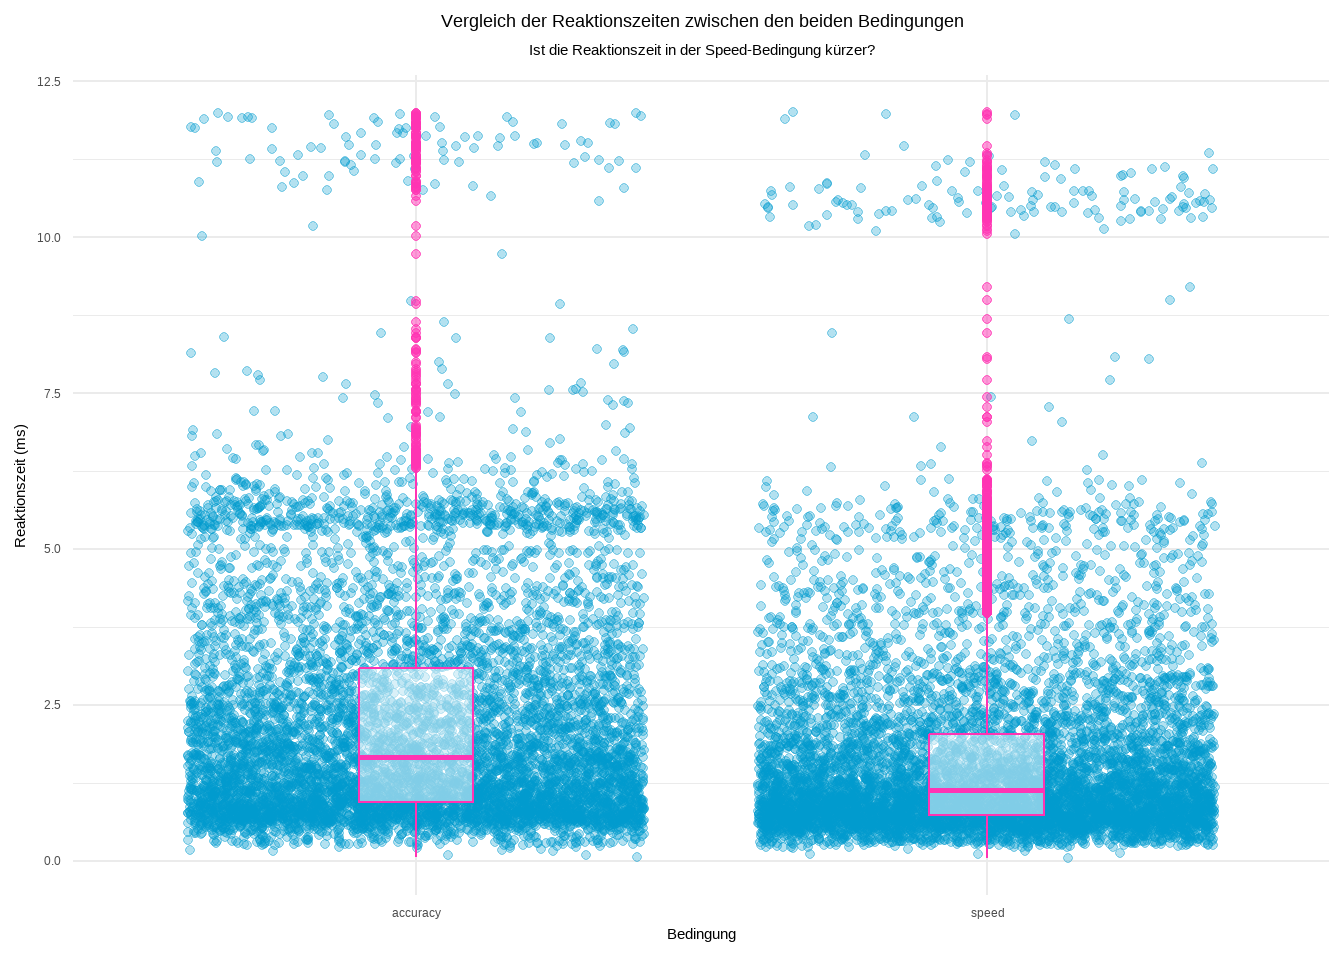 Vergleich der Reaktionszeiten zwischen den beiden Bedingungen
Ist die Reaktionszeit in der Speed-Bedingung kürzer?
12.5
10.0
7.5
5.0
2.5
0.0
Reaktionszeit (ms)
accuracy
speed
Bedingung